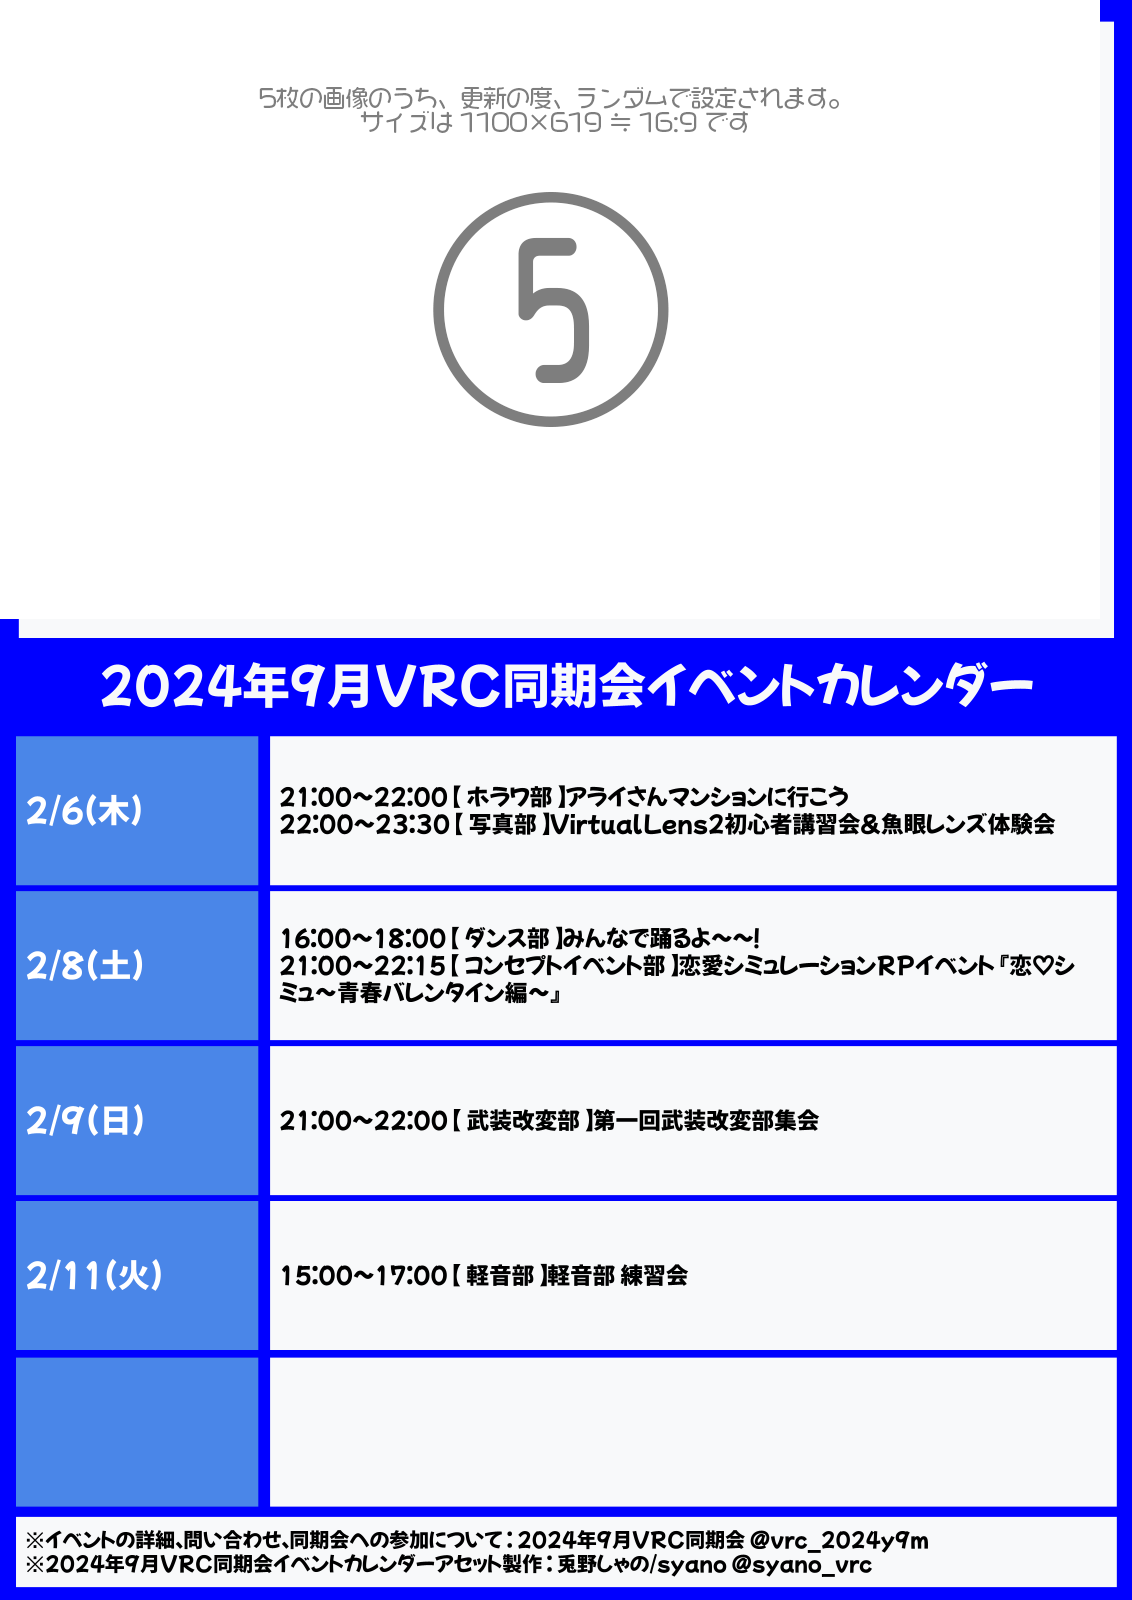 5枚の画像のうち、更新の度、ランダムで設定されます。
サイズは 1100×619 ≒ 16:9 です
5
2024年9月VRC同期会イベントカレンダー
2/6(木)
21:00～22:00【 ホラワ部 】アライさんマンションに行こう
22:00～23:30【 写真部 】VirtualLens2初心者講習会&魚眼レンズ体験会
2/8(土)
16:00～18:00【 ダンス部 】みんなで踊るよ～～!
21:00～22:15【 コンセプトイベント部 】恋愛シミュレーションRPイベント『恋♡シ
ミュ～青春バレンタイン編～』
2/9(日)
21:00～22:00【 武装改変部 】第一回武装改変部集会
2/11(火)
15:00～17:00【 軽音部 】軽音部 練習会
※イベントの詳細、問い合わせ、同期会への参加について：2024年9月VRC同期会 @vrc_2024y9m
※2024年9月VRC同期会イベントカレンダーアセット製作：兎野しゃの/syano @syano_vrc